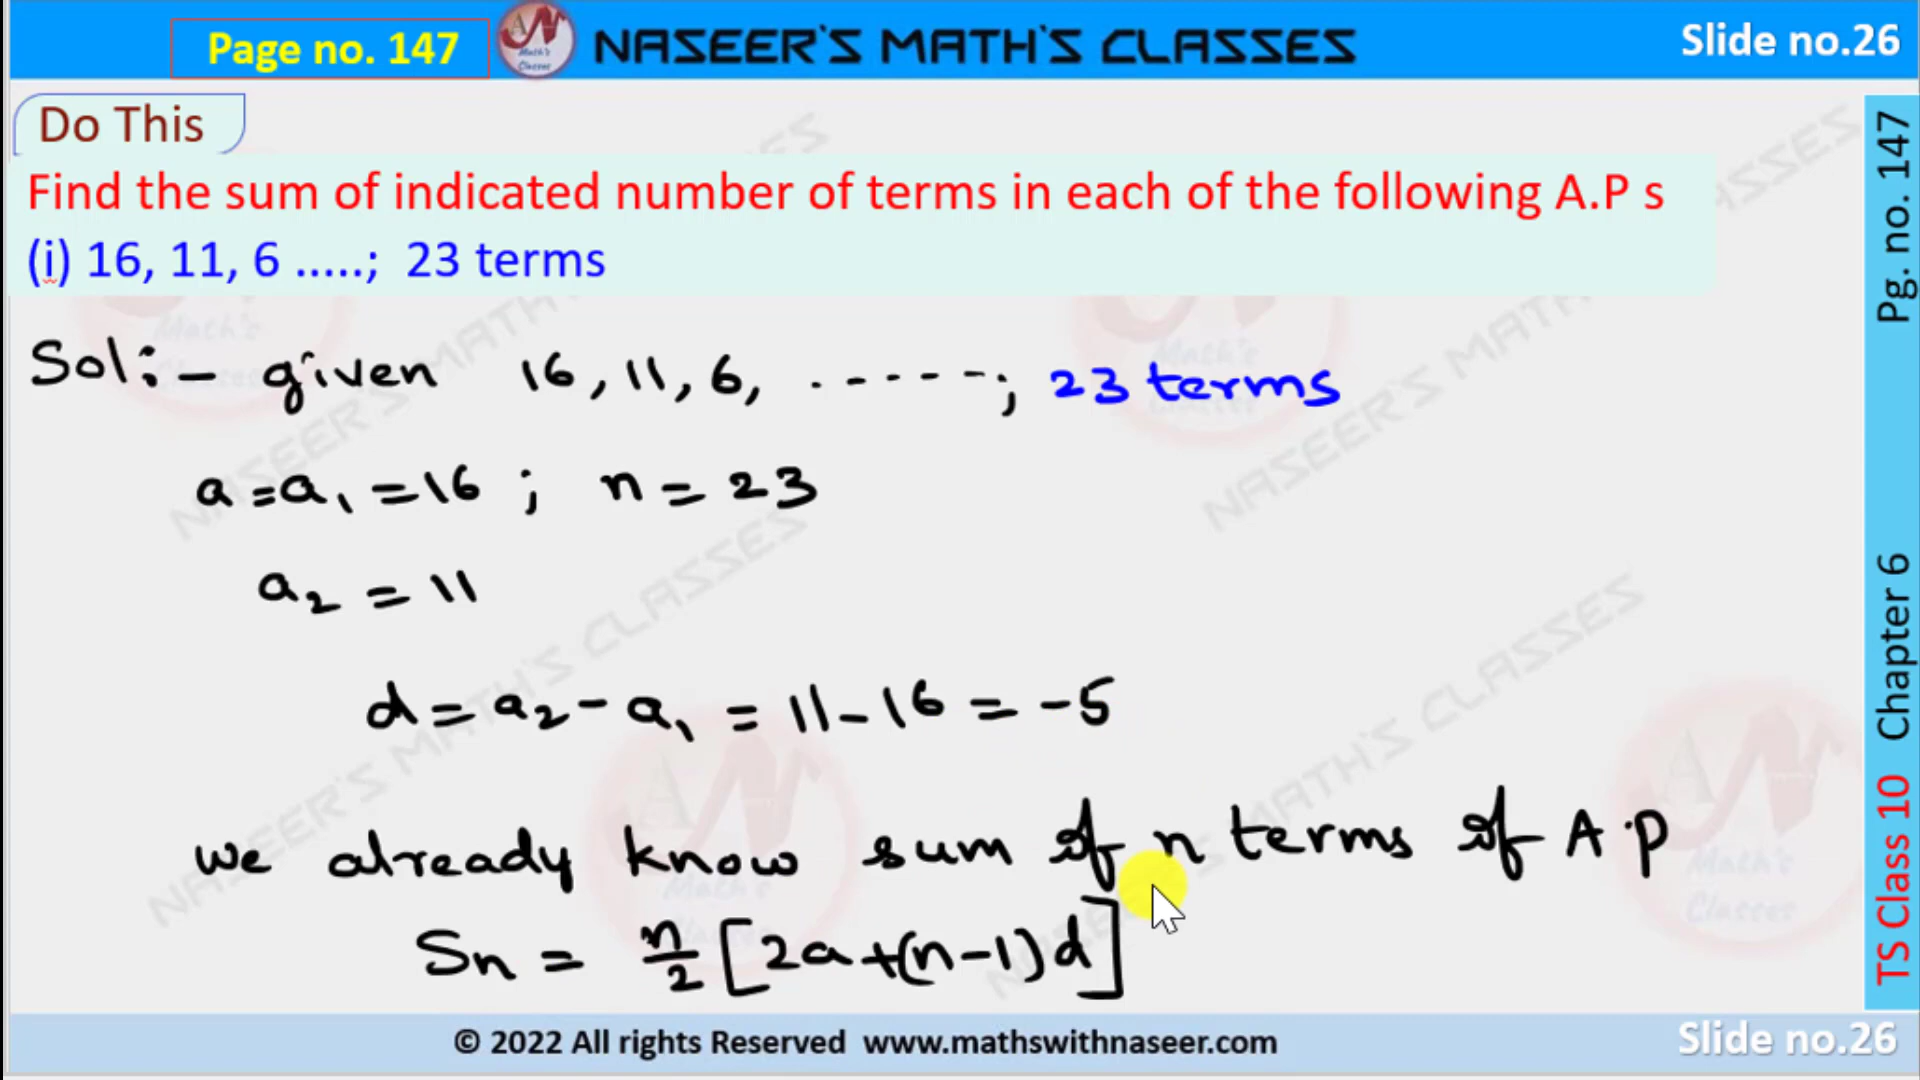 Page no. 147
AN Math's Classes
NASEER'S MATH'S CLASSES
Slide no.26
Do This
Find the sum of indicated number of terms in each of the following A.P s
(i) 16, 11, 6 .....; 23 terms
Sol:- given 16, 11, 6, ......; 23 terms
a = a₁ = 16 ; n = 23
a₂ = 11
d = a₂ - a₁ = 11 - 16 = -5
we already know sum of n terms of A.P
Sn = n/2 [2a+(n-1)d]
Pg. no. 147
TS Class 10 Chapter 6
© 2022 All rights Reserved www.mathswithnaseer.com
Slide no.26